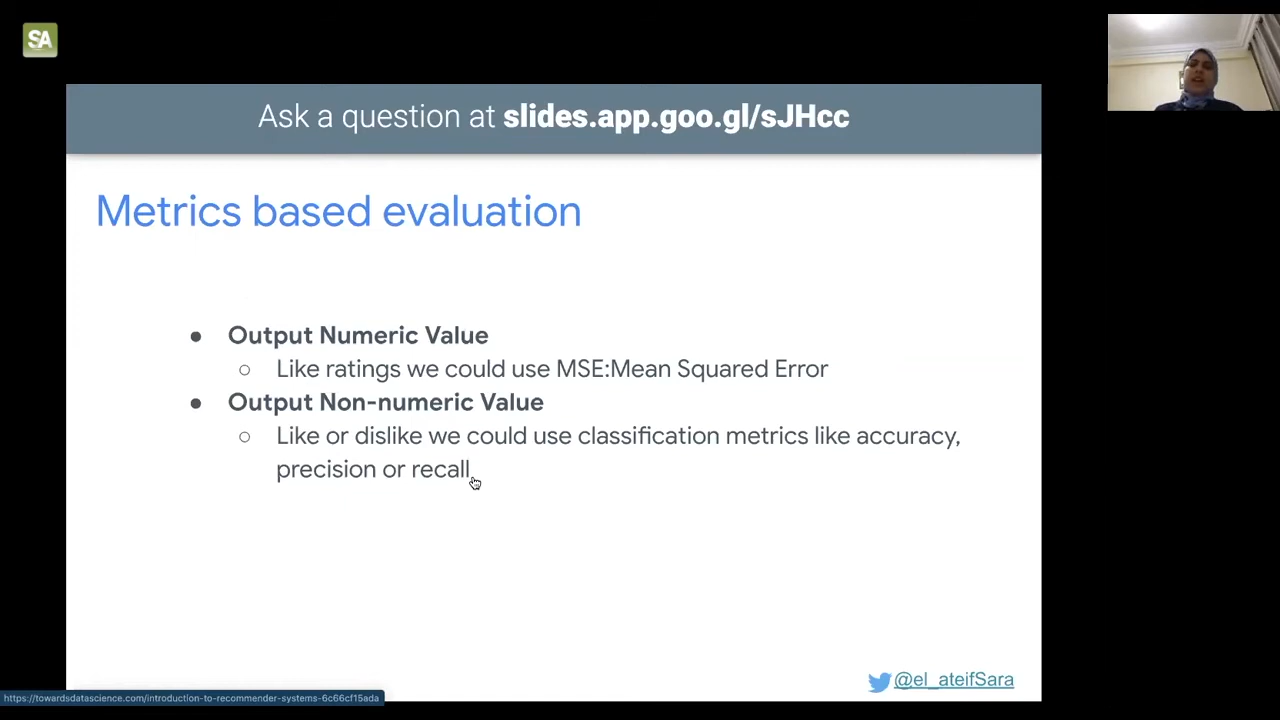 SA
Ask a question at slides.app.goo.gl/sJHcc
Metrics based evaluation
● Output Numeric Value
○ Like ratings we could use MSE:Mean Squared Error
● Output Non-numeric Value
○ Like or dislike we could use classification metrics like accuracy,
precision or recall
@el_ateifSara
https://towardsdatascience.com/introduction-to-recommender-systems-6c66cf15ada